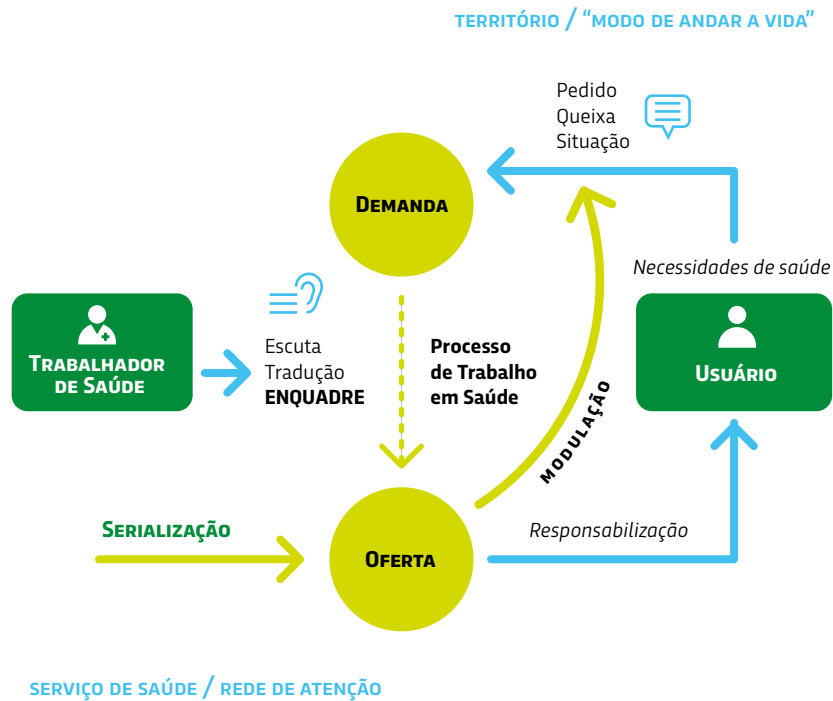 TERRITÓRIO / “MODO DE ANDAR A VIDA”
Pedido
Queixa
Situação
DEMANDA
Necessidades de saúde
TRABALHADOR
DE SAÚDE
Escuta
Tradução
ENQUADRE
Processo
de Trabalho
em Saúde
MODULAÇÃO
USUÁRIO
SERIALIZAÇÃO
OFERTA
Responsabilização
SERVIÇO DE SAÚDE / REDE DE ATENÇÃO